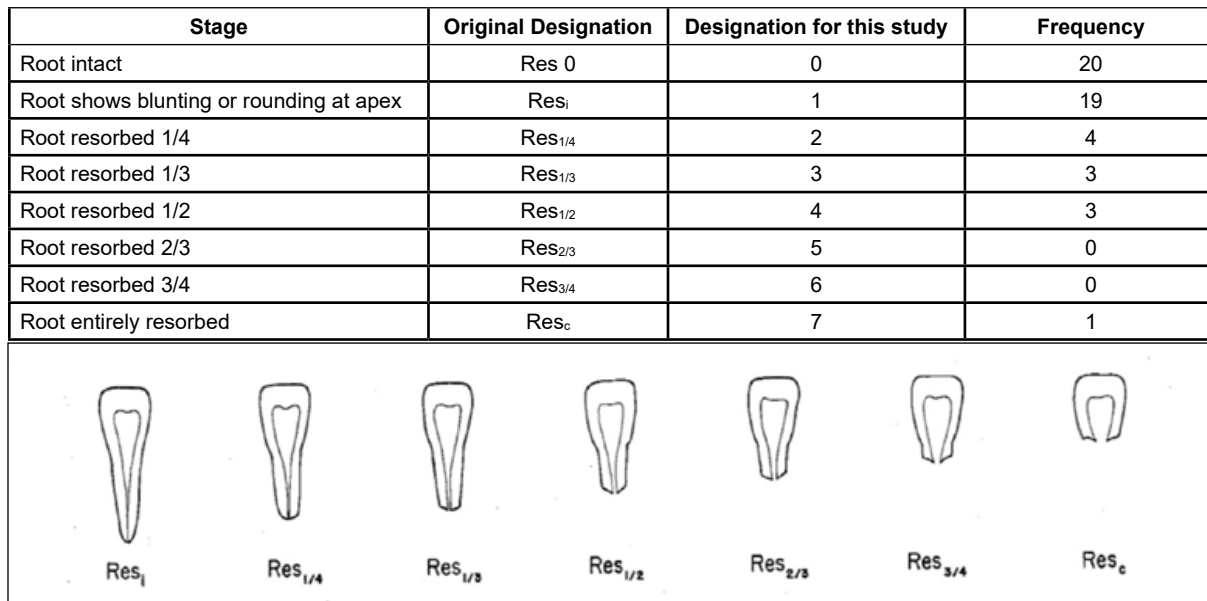 Stage Original Designation Designation for this study Frequency
Root intact Res 0 0 20
Root shows blunting or rounding at apex Resi 1 19
Root resorbed 1/4 Res1/4 2 4
Root resorbed 1/3 Res1/3 3 3
Root resorbed 1/2 Res1/2 4 3
Root resorbed 2/3 Res2/3 5 0
Root resorbed 3/4 Res3/4 6 0
Root entirely resorbed Resc 7 1
Resi Res1/4 Res1/3 Res1/2 Res2/3 Res3/4 Resc